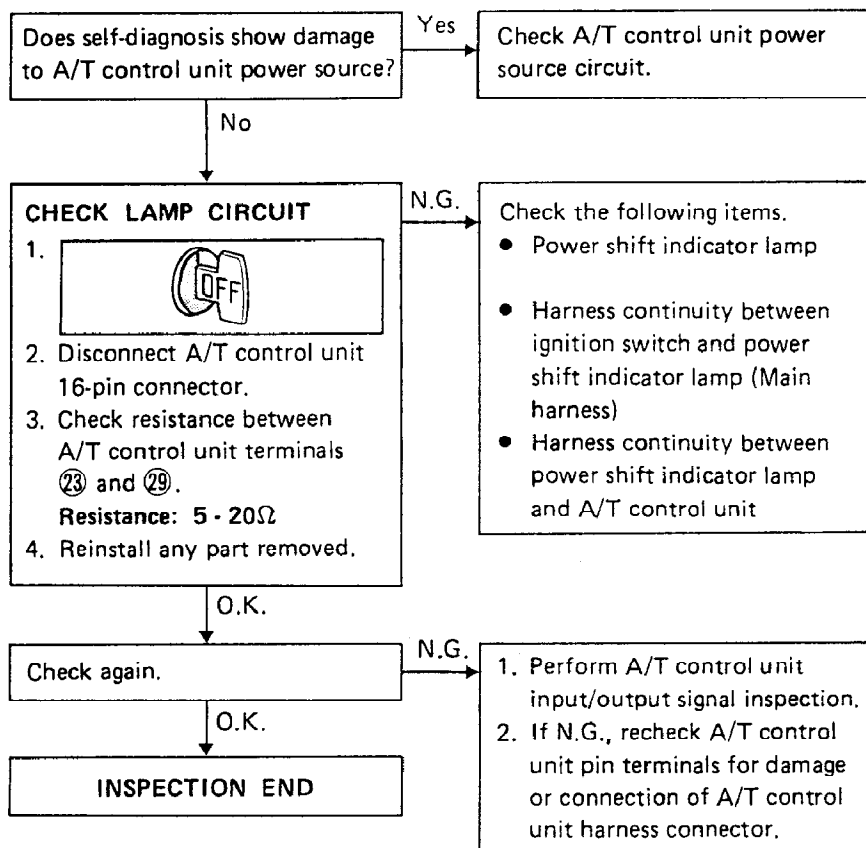 Does self-diagnosis show damage
to A/T control unit power source?
Yes
Check A/T control unit power
source circuit.
No
CHECK LAMP CIRCUIT
1.
OFF
2. Disconnect A/T control unit
16-pin connector.
3. Check resistance between
A/T control unit terminals
㉓ and ㉙.
Resistance: 5 - 20Ω
4. Reinstall any part removed.
N.G.
Check the following items.
● Power shift indicator lamp
● Harness continuity between
ignition switch and power
shift indicator lamp (Main
harness)
● Harness continuity between
power shift indicator lamp
and A/T control unit
O.K.
Check again.
N.G.
1. Perform A/T control unit
input/output signal inspection.
2. If N.G., recheck A/T control
unit pin terminals for damage
or connection of A/T control
unit harness connector.
O.K.
INSPECTION END